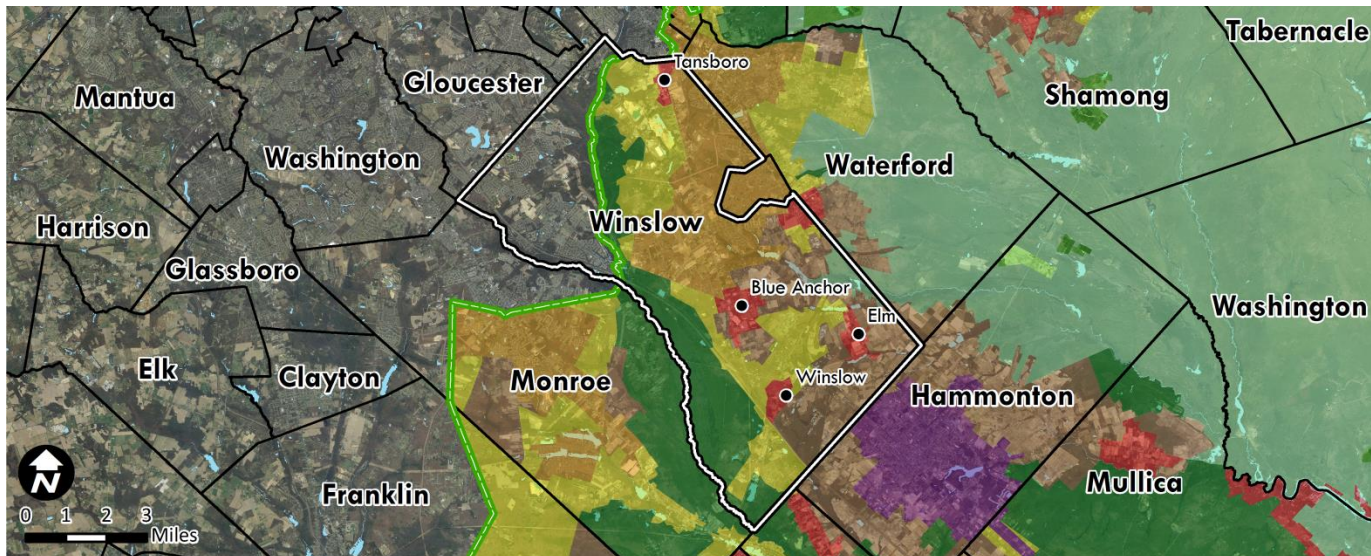 Tabernacle
Tansboro
Gloucester
Mantua
Shamong
Washington
Waterford
Harrison
Winslow
Glassboro
Blue Anchor
Washington
Elm
Elk
Clayton
Monroe
Winslow
Hammonton
N
Franklin
Mullica
0 1 2 3
Miles